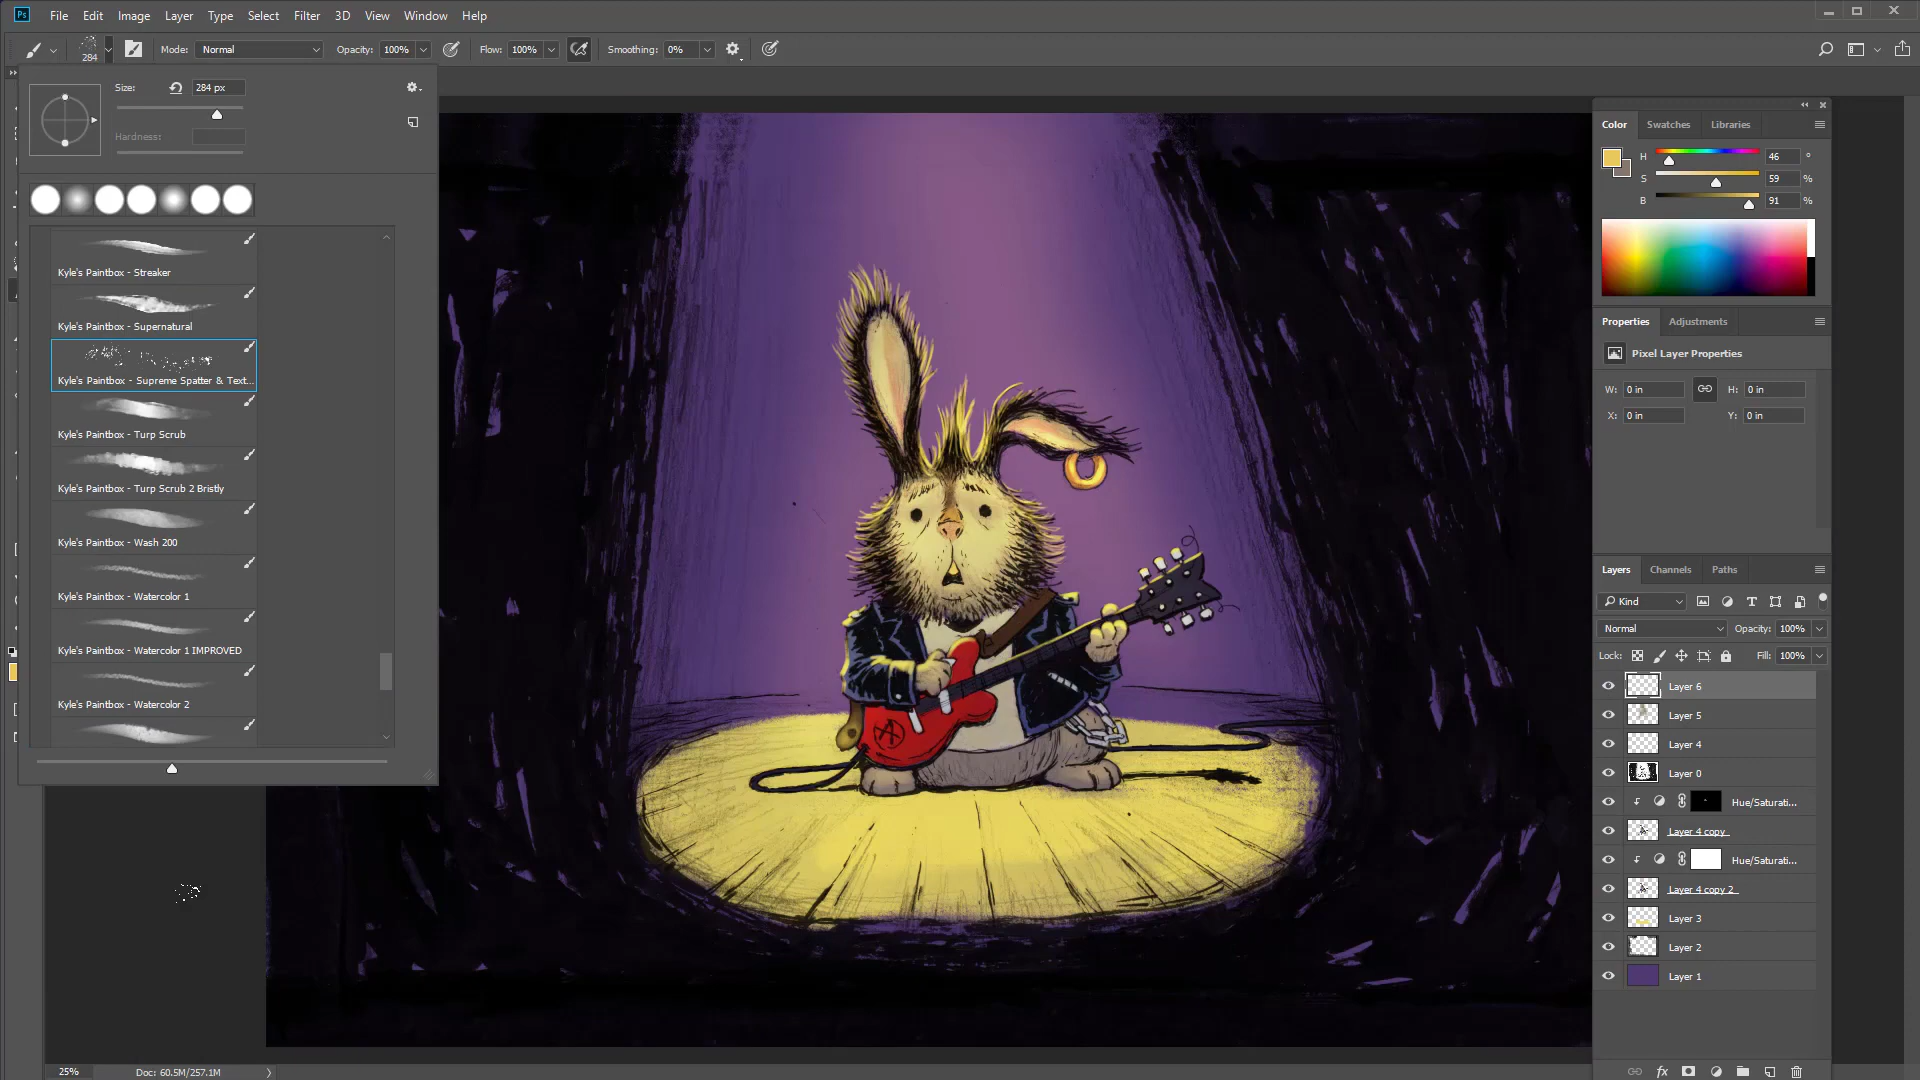 Ps File Edit Image Layer Type Select Filter 3D View Window Help
284 Mode: Normal Opacity: 100% Flow: 100% Smoothing: 0%
Size: 284 px
Hardness:
Kyle's Paintbox - Streaker
Kyle's Paintbox - Supernatural
Kyle's Paintbox - Supreme Spatter & Text...
Kyle's Paintbox - Turp Scrub
Kyle's Paintbox - Turp Scrub 2 Bristly
Kyle's Paintbox - Wash 200
Kyle's Paintbox - Watercolor 1
Kyle's Paintbox - Watercolor 1 IMPROVED
Kyle's Paintbox - Watercolor 2
Color Swatches Libraries
H 46 °
S 59 %
B 91 %
Properties Adjustments
Pixel Layer Properties
W: 0 in H: 0 in
X: 0 in Y: 0 in
Layers Channels Paths
Kind
Normal Opacity: 100%
Lock: Fill: 100%
Layer 6
Layer 5
Layer 4
Layer 0
Hue/Saturati...
Layer 4 copy
Hue/Saturati...
Layer 4 copy 2
Layer 3
Layer 2
Layer 1
fx
25% Doc: 60.5M/257.1M